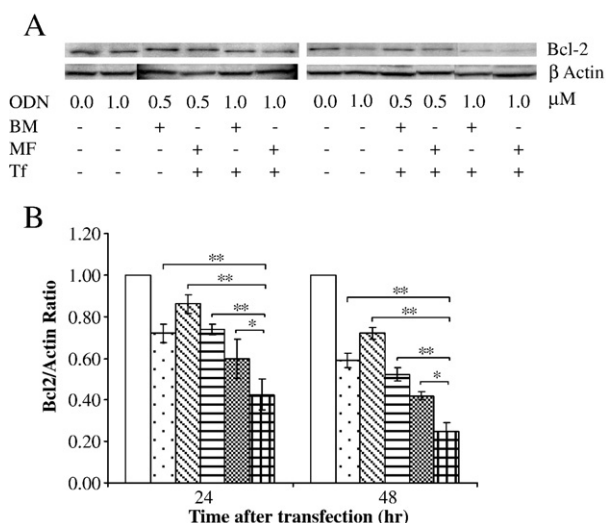 A
Bcl-2
β Actin
ODN 0.0 1.0 0.5 0.5 1.0 1.0 0.0 1.0 0.5 0.5 1.0 1.0 μM
BM - - + + - - + +
MF - - + + - - + +
Tf - - + + + - - + + + +
B
1.20
1.00
0.80
0.60
0.40
0.20
0.00
Bcl2/Actin Ratio
**
**
**
*
**
**
**
*
24 48
Time after transfection (hr)